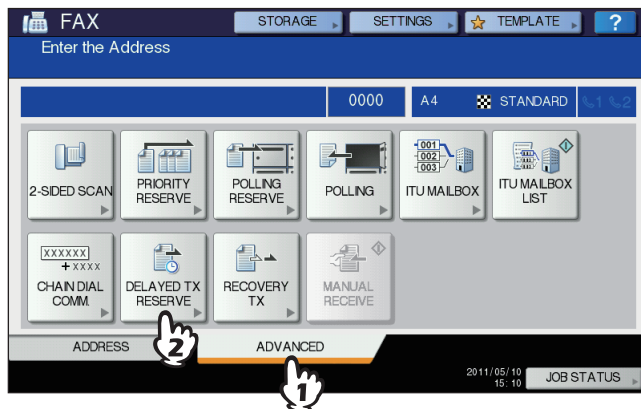 FAX
STORAGE
SETTINGS
TEMPLATE
?
Enter the Address
0000
A4
STANDARD
1
2
2-SIDED SCAN
PRIORITY
RESERVE
POLLING
RESERVE
POLLING
001
002
003
ITU MAILBOX
ITU MAILBOX
LIST
XXXXXX
+ XXXX
CHAIN DIAL
COMM.
DELAYED TX
RESERVE
RECOVERY
TX
MANUAL
RECEIVE
ADDRESS
2
ADVANCED
1
2011/05/10
15:10
JOB STATUS